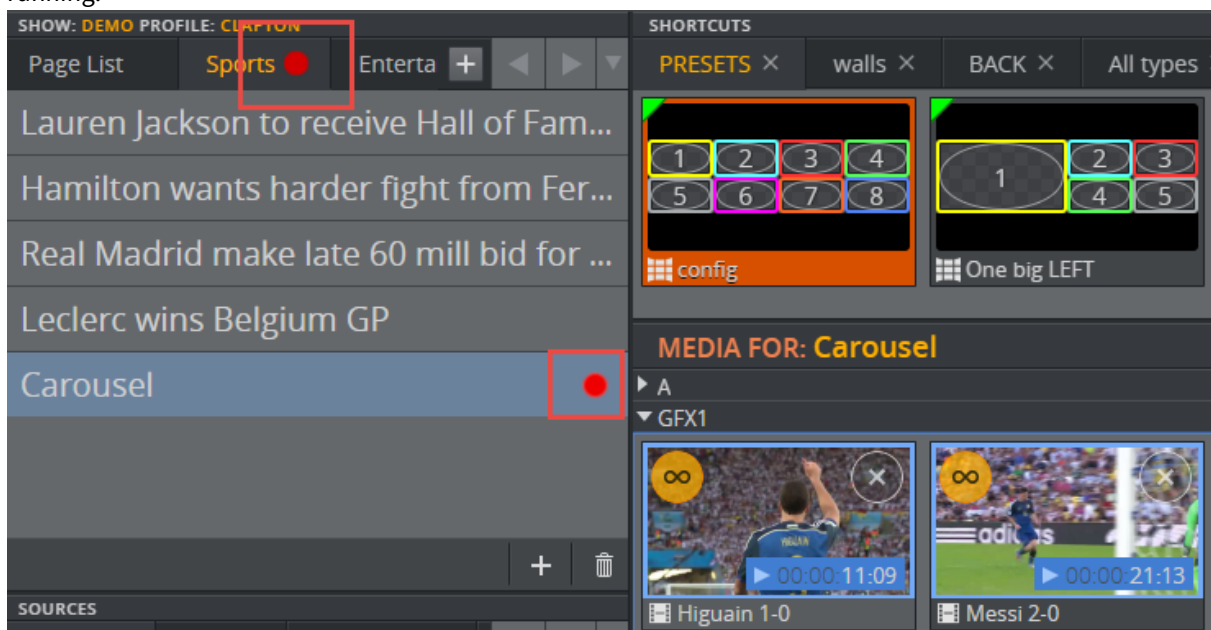 running.
SHOW: DEMO PROFILE: CLAPTON
Page List Sports Enterta +
Lauren Jackson to receive Hall of Fam...
Hamilton wants harder fight from Fer...
Real Madrid make late 60 mill bid for ...
Leclerc wins Belgium GP
Carousel
+
SOURCES
SHORTCUTS
PRESETS × walls × BACK × All types
1 2 3 4
5 6 7 8
config
1 2 3
4 5
One big LEFT
MEDIA FOR: Carousel
A
GFX1
∞ ×
HIGUAIN
00:00:11:09
Higuain 1-0
∞ ×
adidas
00:00:21:13
Messi 2-0